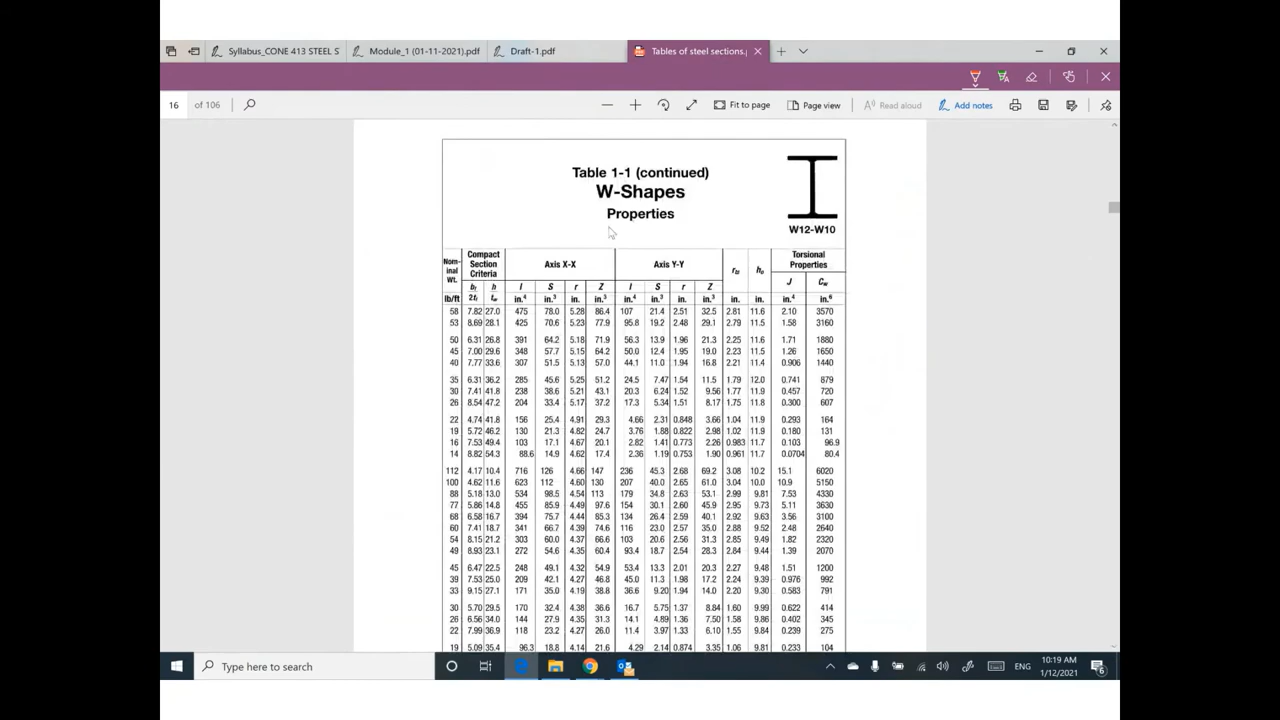 Syllabus_CONE 413 STEEL S Module_1 (01-11-2021).pdf Draft-1.pdf Tables of steel sections.
16 of 106 Fit to page Page view Read aloud Add notes
Table 1-1 (continued)
W-Shapes
Properties
W12-W10
Nom-inal Wt. Compact Section Criteria Axis X-X Axis Y-Y rts ho Torsional Properties
bf/2tf h/tw I S r Z I S r Z J Cw
lb/ft in.4 in.3 in. in.3 in.4 in.3 in. in.3 in. in. in.4 in.6
58 7.82 27.0 475 78.0 5.28 86.4 107 21.4 2.51 32.5 2.81 11.6 2.10 3570
53 8.69 28.1 425 70.6 5.23 77.9 95.8 19.2 2.48 29.1 2.79 11.5 1.58 3160
50 6.31 26.8 391 64.2 5.18 71.9 56.3 13.9 1.96 21.3 2.25 11.6 1.71 1880
45 7.00 29.6 348 57.7 5.15 64.2 50.0 12.4 1.95 19.0 2.23 11.5 1.26 1650
40 7.77 33.6 307 51.5 5.13 57.0 44.1 11.0 1.94 16.8 2.21 11.4 0.906 1440
35 6.31 36.2 285 45.6 5.25 51.2 24.5 7.47 1.54 11.5 1.79 12.0 0.741 879
30 7.41 41.8 238 38.6 5.21 43.1 20.3 6.24 1.52 9.56 1.77 11.9 0.457 720
26 8.54 47.2 204 33.4 5.17 37.2 17.3 5.34 1.51 8.17 1.75 11.8 0.300 607
22 4.74 41.8 156 25.4 4.91 29.3 4.66 2.31 0.848 3.66 1.04 11.9 0.293 164
19 5.72 46.2 130 21.3 4.82 24.7 3.76 1.88 0.822 2.98 1.02 11.9 0.180 131
16 7.53 49.4 103 17.1 4.67 20.1 2.82 1.41 0.773 2.26 0.983 11.7 0.103 96.9
14 8.82 54.3 88.6 14.9 4.62 17.4 2.36 1.19 0.753 1.90 0.961 11.7 0.0704 80.4
112 4.17 10.4 716 126 4.66 147 236 45.3 2.68 69.2 3.08 10.2 15.1 6020
100 4.62 11.6 623 112 4.60 130 207 40.0 2.65 61.0 3.04 10.0 10.9 5150
88 5.18 13.0 534 98.5 4.54 113 179 34.8 2.63 53.1 2.99 9.81 7.53 4330
77 5.86 14.8 455 85.9 4.49 97.6 154 30.1 2.60 45.9 2.95 9.73 5.11 3630
68 6.58 16.7 394 75.7 4.44 85.3 134 26.4 2.59 40.1 2.92 9.63 3.56 3100
60 7.41 18.7 341 66.7 4.39 74.6 116 23.0 2.57 35.0 2.88 9.52 2.48 2640
54 8.15 21.2 303 60.0 4.37 66.6 103 20.6 2.56 31.3 2.85 9.49 1.82 2320
49 8.93 23.1 272 54.6 4.35 60.4 93.4 18.7 2.54 28.3 2.84 9.44 1.39 2070
45 6.47 22.5 248 49.1 4.32 54.9 53.4 13.3 2.01 20.3 2.27 9.48 1.51 1200
39 7.53 25.0 209 42.1 4.27 46.8 45.0 11.3 1.98 17.2 2.24 9.39 0.976 992
33 9.15 27.1 171 35.0 4.19 38.8 36.6 9.20 1.94 14.0 2.20 9.30 0.583 791
30 5.70 29.5 170 32.4 4.38 36.6 16.7 5.75 1.37 8.84 1.60 9.99 0.622 414
26 6.56 34.0 144 27.9 4.35 31.3 14.1 4.89 1.36 7.50 1.58 9.86 0.402 345
22 7.99 36.9 118 23.2 4.27 26.0 11.4 3.97 1.33 6.10 1.55 9.84 0.239 275
19 5.09 35.4 96.3 18.8 4.14 21.6 4.29 2.14 0.874 3.35 1.06 9.81 0.233 104
Type here to search ENG 10:19 AM
1/12/2021 6